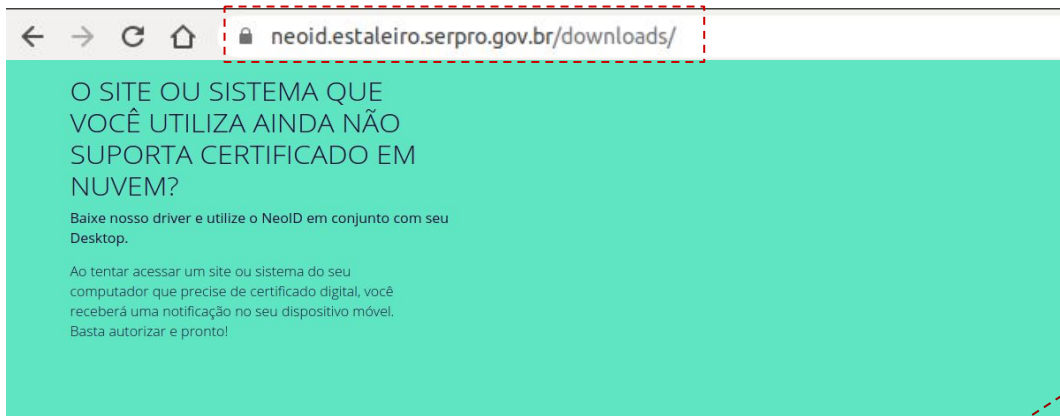 neoid.estaleiro.serpro.gov.br/downloads/
O SITE OU SISTEMA QUE
VOCÊ UTILIZA AINDA NÃO
SUPORTA CERTIFICADO EM
NUVEM?
Baixe nosso driver e utilize o NeoID em conjunto com seu
Desktop.
Ao tentar acessar um site ou sistema do seu
computador que precise de certificado digital, você
receberá uma notificação no seu dispositivo móvel.
Basta autorizar e pronto!